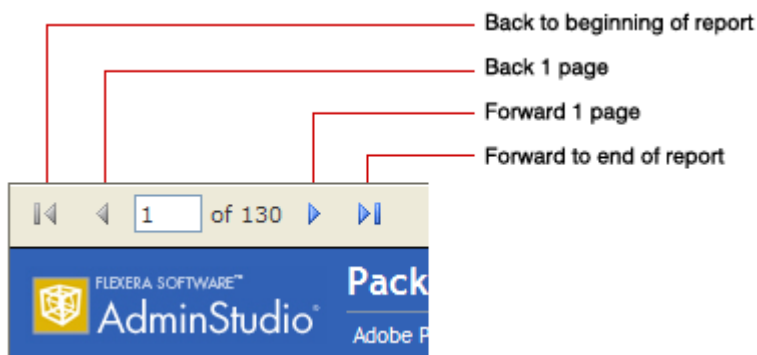 Back to beginning of report
Back 1 page
Forward 1 page
Forward to end of report
1 of 130
FLEXERA SOFTWARE™
AdminStudio®
Pack
Adobe P